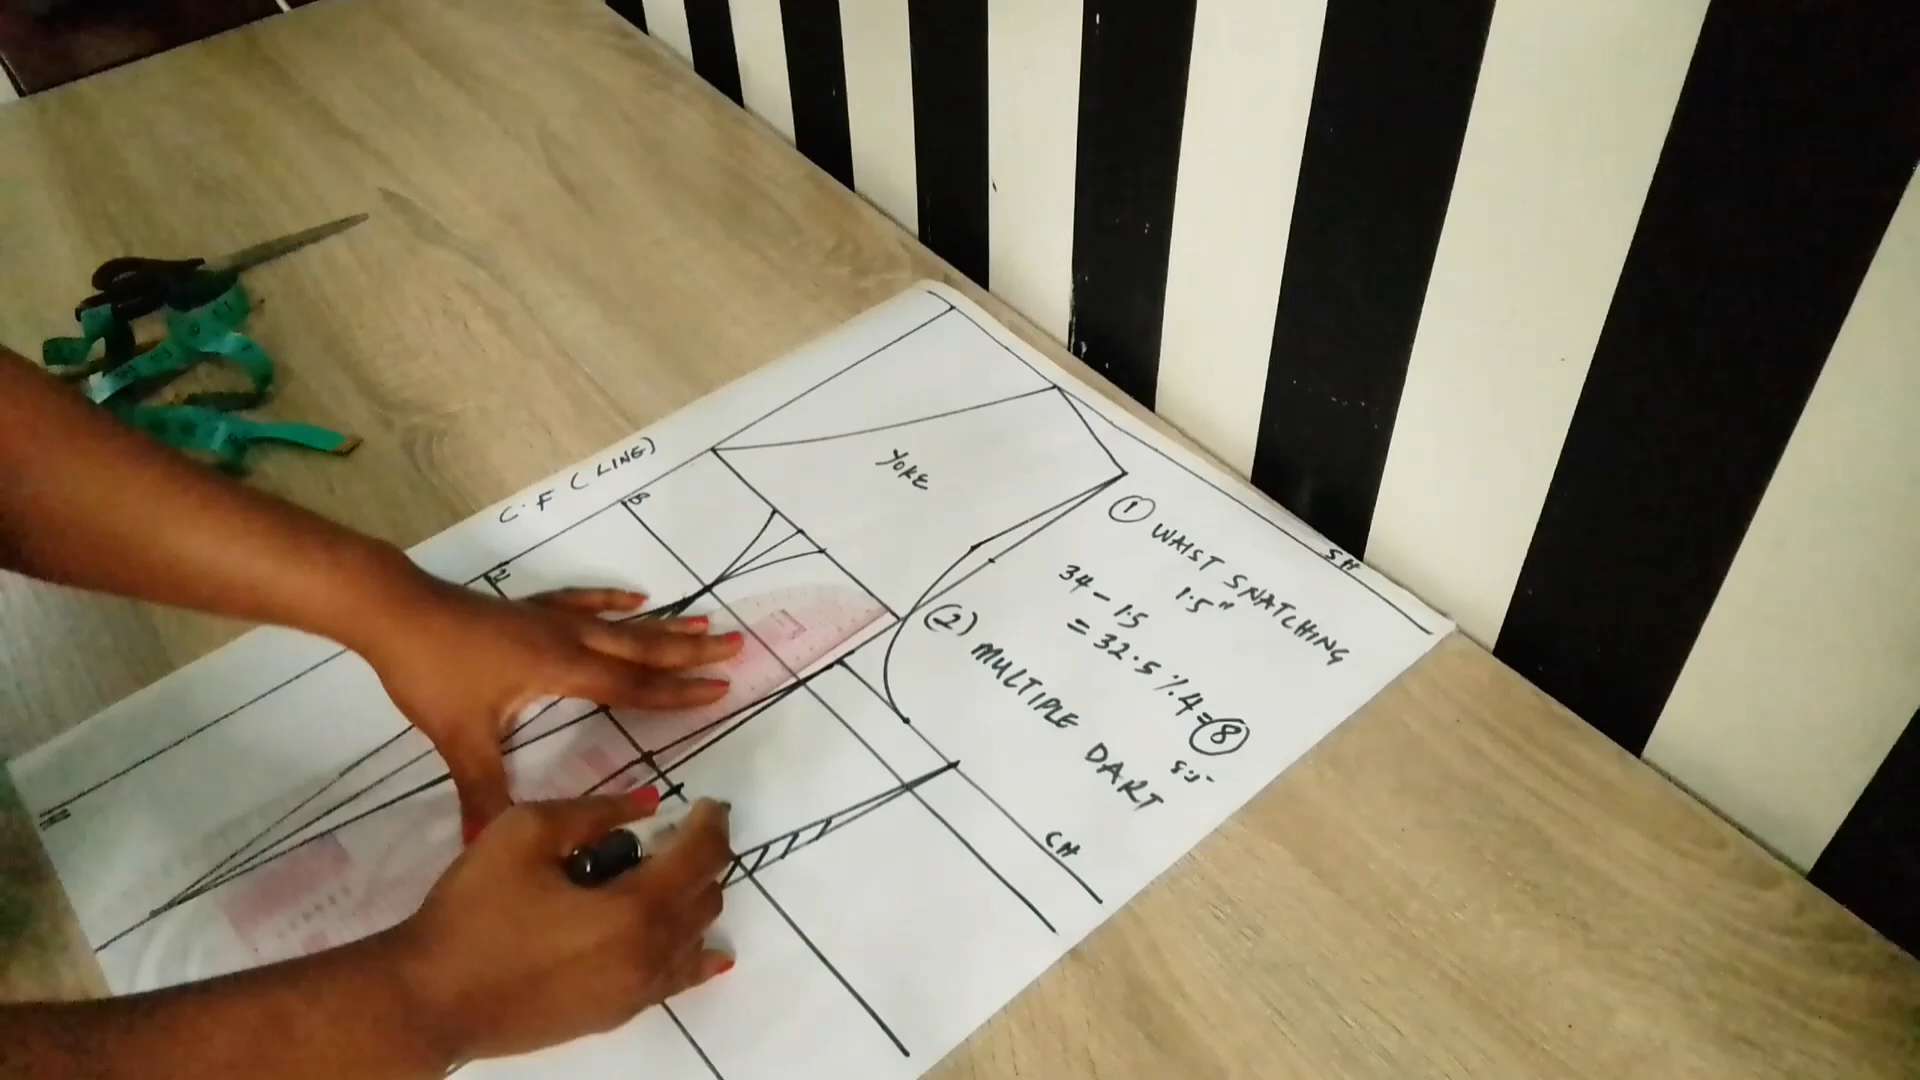 C.F (LINE)
B
YOKE
SH
① WAIST SNATCHING
1.5"
34 - 1.5
= 32.5 ٪ 4 = ⑧
(2) MULTIPLE DART
CH